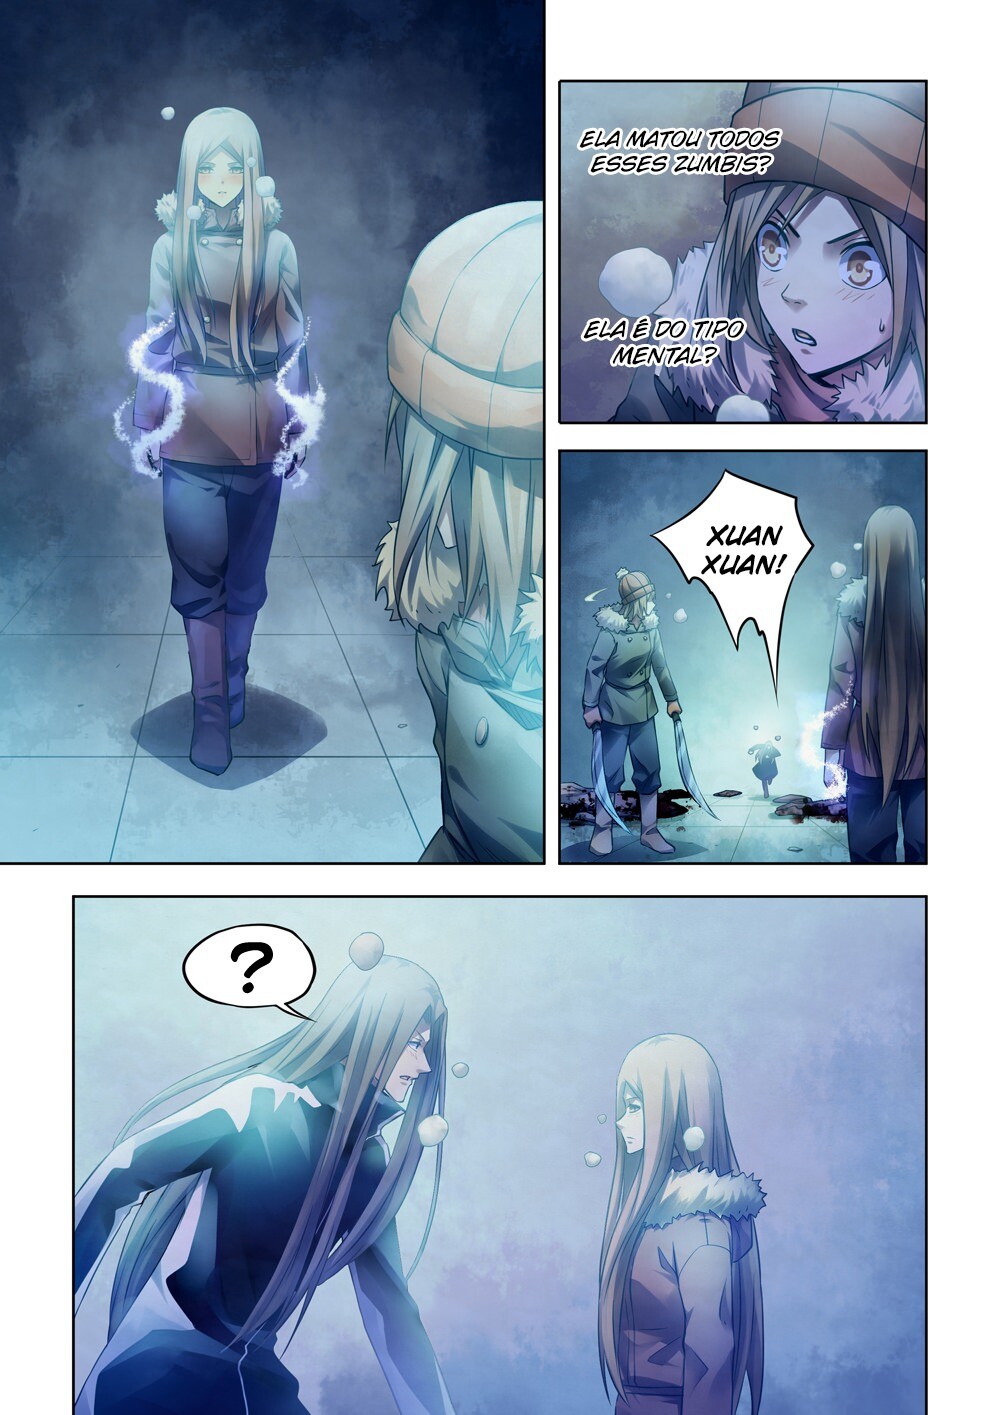 ELA MATOU TODOS
ESSES ZUMBIS?
ELA É DO TIPO
MENTAL?
XUAN
XUAN!
?